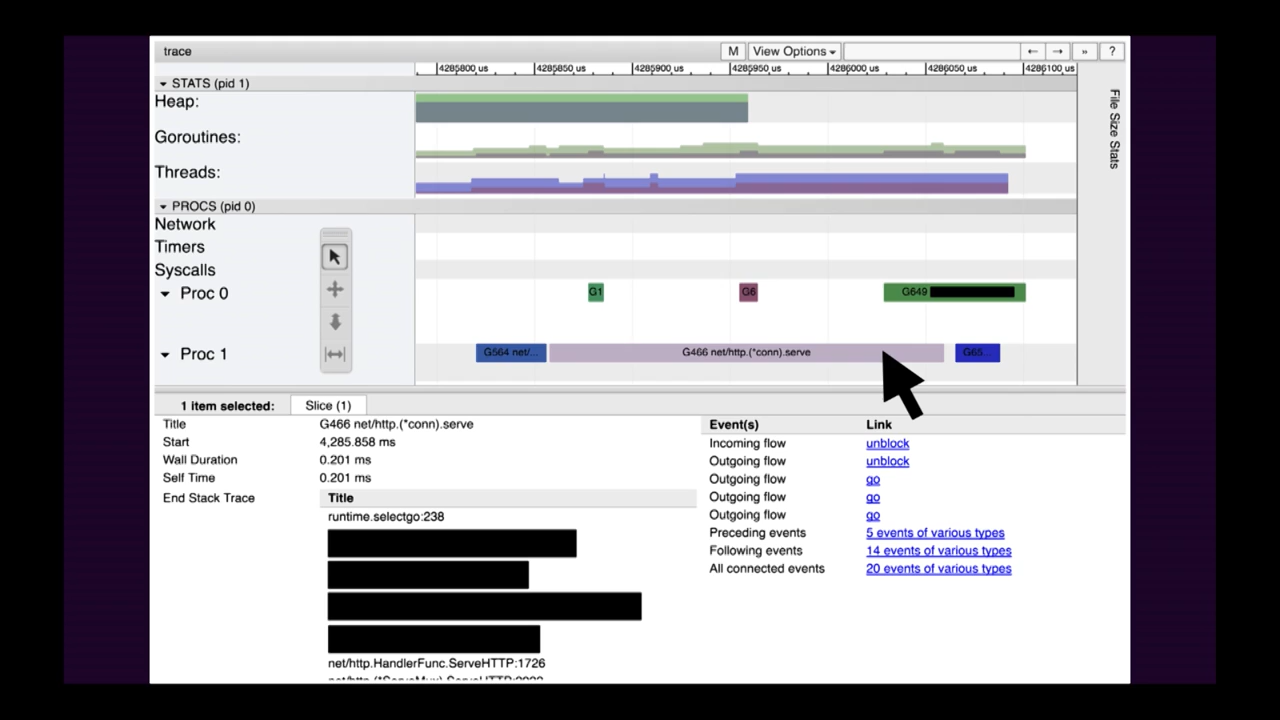 trace M View Options ← → » ?
4285800 us 4285850 us 4285900 us 4285950 us 4286000 us 4286050 us 4286100 us
STATS (pid 1)
File Size Stats
Heap:
Goroutines:
Threads:
PROCS (pid 0)
Network
Timers
Syscalls
Proc 0 G1 G6 G649
Proc 1 G564 net/... G466 net/http.(*conn).serve G65...
1 item selected: Slice (1)
Title G466 net/http.(*conn).serve
Start 4,285.858 ms
Wall Duration 0.201 ms
Self Time 0.201 ms
End Stack Trace Title
runtime.selectgo:238
net/http.HandlerFunc.ServeHTTP:1726
Event(s) Link
Incoming flow unblock
Outgoing flow unblock
Outgoing flow go
Outgoing flow go
Outgoing flow go
Preceding events 5 events of various types
Following events 14 events of various types
All connected events 20 events of various types